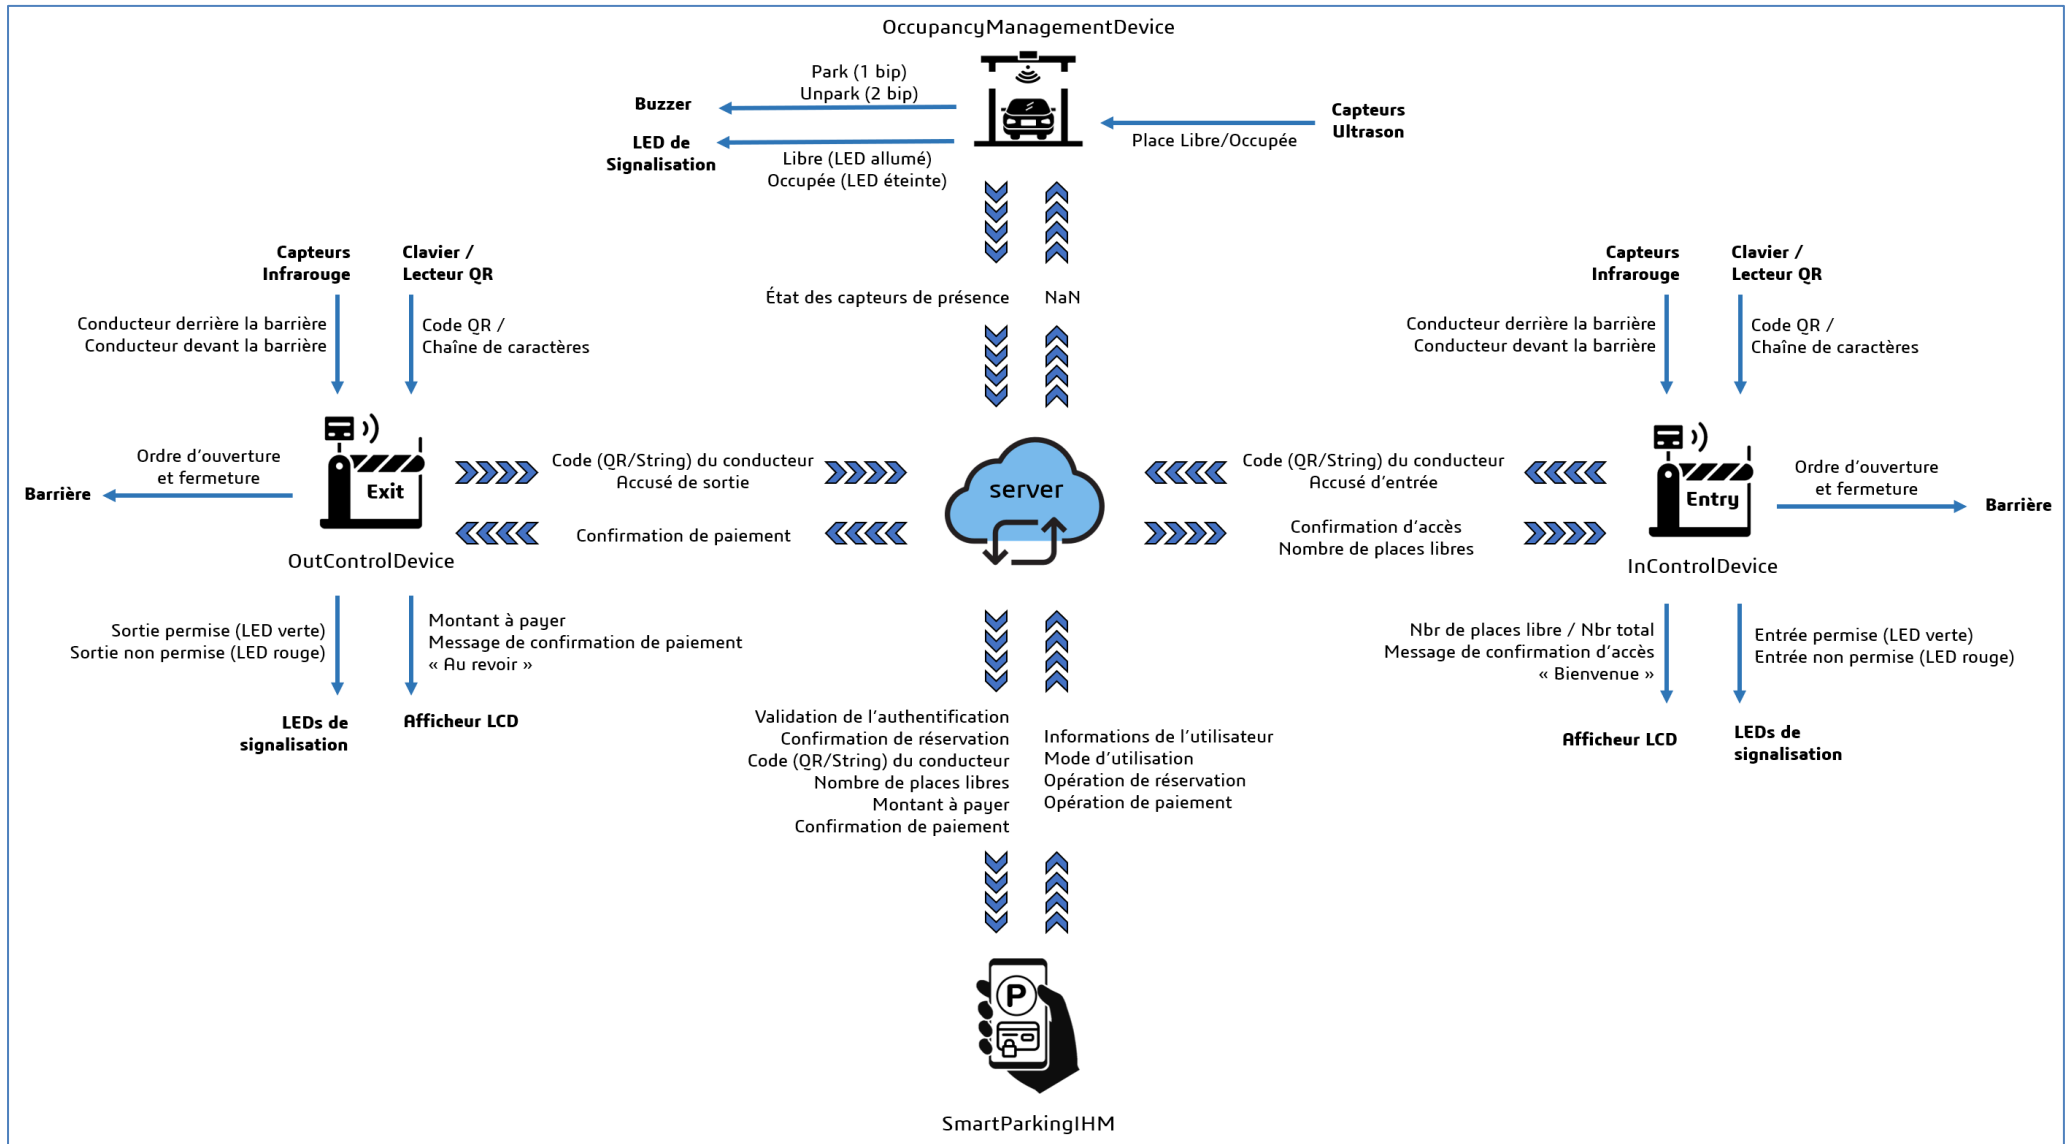 OccupancyManagementDevice
Park (1 bip)
Unpark (2 bip)
Buzzer
LED de
Signalisation
Libre (LED allumé)
Occupée (LED éteinte)
Capteurs
Ultrason
Place Libre/Occupée
Capteurs
Infrarouge
Clavier /
Lecteur QR
Conducteur derrière la barrière
Conducteur devant la barrière
Code QR /
Chaîne de caractères
État des capteurs de présence
NaN
Capteurs
Infrarouge
Clavier /
Lecteur QR
Conducteur derrière la barrière
Conducteur devant la barrière
Code QR /
Chaîne de caractères
Ordre d'ouverture
et fermeture
Barrière
Exit
OutControlDevice
Code (QR/String) du conducteur
Accusé de sortie
Confirmation de paiement
server
Code (QR/String) du conducteur
Accusé d'entrée
Confirmation d'accès
Nombre de places libres
Entry
InControlDevice
Ordre d'ouverture
et fermeture
Barrière
Sortie permise (LED verte)
Sortie non permise (LED rouge)
Montant à payer
Message de confirmation de paiement
« Au revoir »
LEDs de
signalisation
Afficheur LCD
Nbr de places libre / Nbr total
Message de confirmation d'accès
« Bienvenue »
Entrée permise (LED verte)
Entrée non permise (LED rouge)
Afficheur LCD
LEDs de
signalisation
Validation de l'authentification
Confirmation de réservation
Code (QR/String) du conducteur
Nombre de places libres
Montant à payer
Confirmation de paiement
Informations de l'utilisateur
Mode d'utilisation
Opération de réservation
Opération de paiement
P
SmartParkingIHM